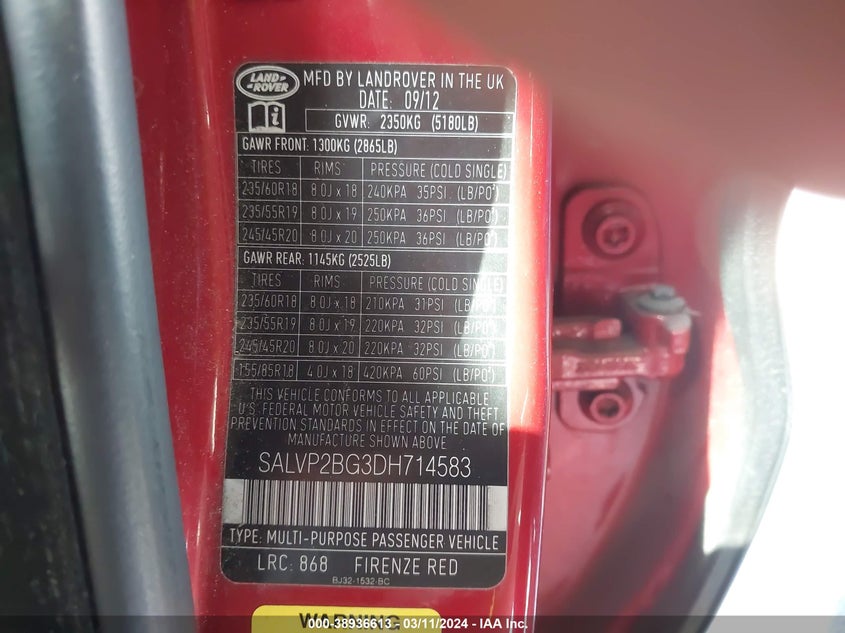 LAND-
-ROVER
MFD BY LANDROVER IN THE UK
DATE: 09/12
GVWR: 2350KG (5180LB)
GAWR FRONT: 1300KG (2865LB)
TIRES RIMS PRESSURE (COLD SINGLE)
235/60R18 8.0J x 18 240KPA 35PSI (LB/PO²)
235/55R19 8.0J x 19 250KPA 36PSI (LB/PO²)
245/45R20 8.0J x 20 250KPA 36PSI (LB/PO²)
GAWR REAR: 1145KG (2525LB)
TIRES RIMS PRESSURE (COLD SINGLE)
235/60R18 8.0J x 18 210KPA 31PSI (LB/PO²)
235/55R19 8.0J x 19 220KPA 32PSI (LB/PO²)
245/45R20 8.0J x 20 220KPA 32PSI (LB/PO²)
155/85R18 4.0J x 18 420KPA 60PSI (LB/PO²)
THIS VEHICLE CONFORMS TO ALL APPLICABLE
U.S. FEDERAL MOTOR VEHICLE SAFETY AND THEFT
PREVENTION STANDARDS IN EFFECT ON THE DATE
OF MANUFACTURE SHOWN ABOVE
SALVP2BG3DH714583
TYPE: MULTI-PURPOSE PASSENGER VEHICLE
LRC: 868 FIRENZE RED
BJ32-1532-BC
WARNING
000-38936613 - 03/11/2024 - IAA Inc.